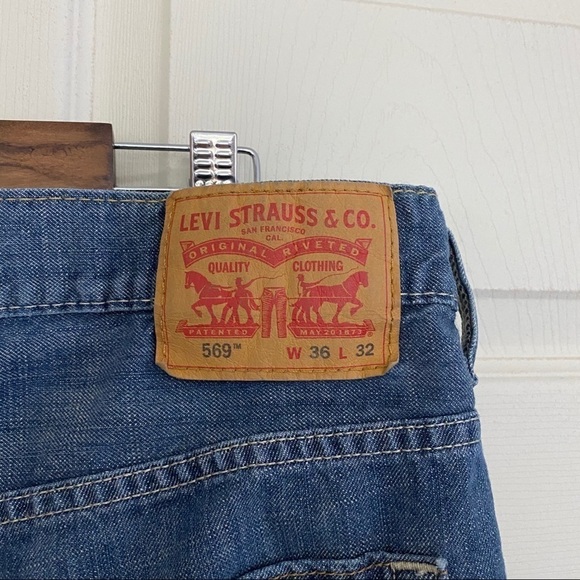 LEVI STRAUSS & CO.
SAN FRANCISCO
CAL.
ORIGINAL RIVETED
QUALITY CLOTHING
PATENTED MAY 20 1873
569™ W 36 L 32